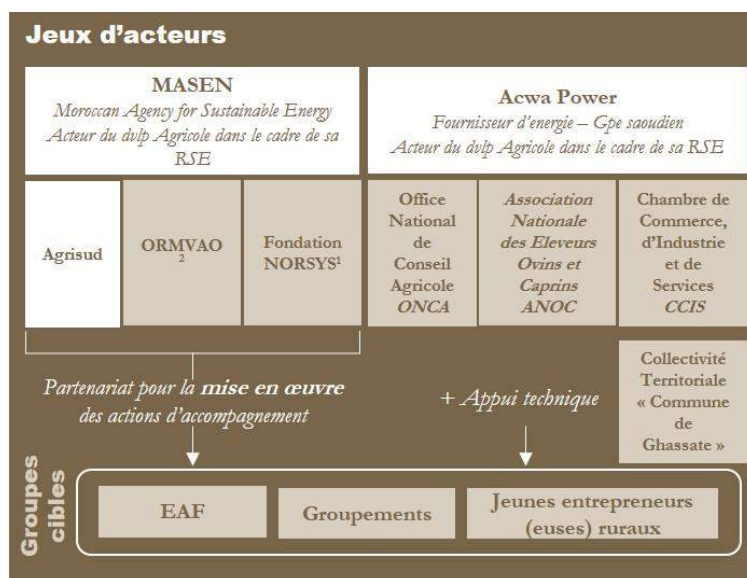 Jeux d'acteurs
MASEN
Moroccan Agency for Sustainable Energy
Acteur du dvlp Agricole dans le cadre de sa
RSE
Acwa Power
Fournisseur d'energie – Gpe saoudien
Acteur du dvlp Agricole dans le cadre de sa RSE
Agrisud
ORMVAO
2
Fondation
NORSYS¹
Office
National
de
Conseil
Agricole
ONCA
Association
Nationale
des Eleveurs
Ovins et
Caprins
ANOC
Chambre de
Commerce,
d'Industrie
et de
Services
CCIS
Partenariat pour la mise en œuvre
des actions d'accompagnement
+ Appui technique
Collectivité
Territoriale
« Commune
de
Ghassate »
Groupes
cibles
EAF
Groupements
Jeunes entrepreneurs
(euses) ruraux